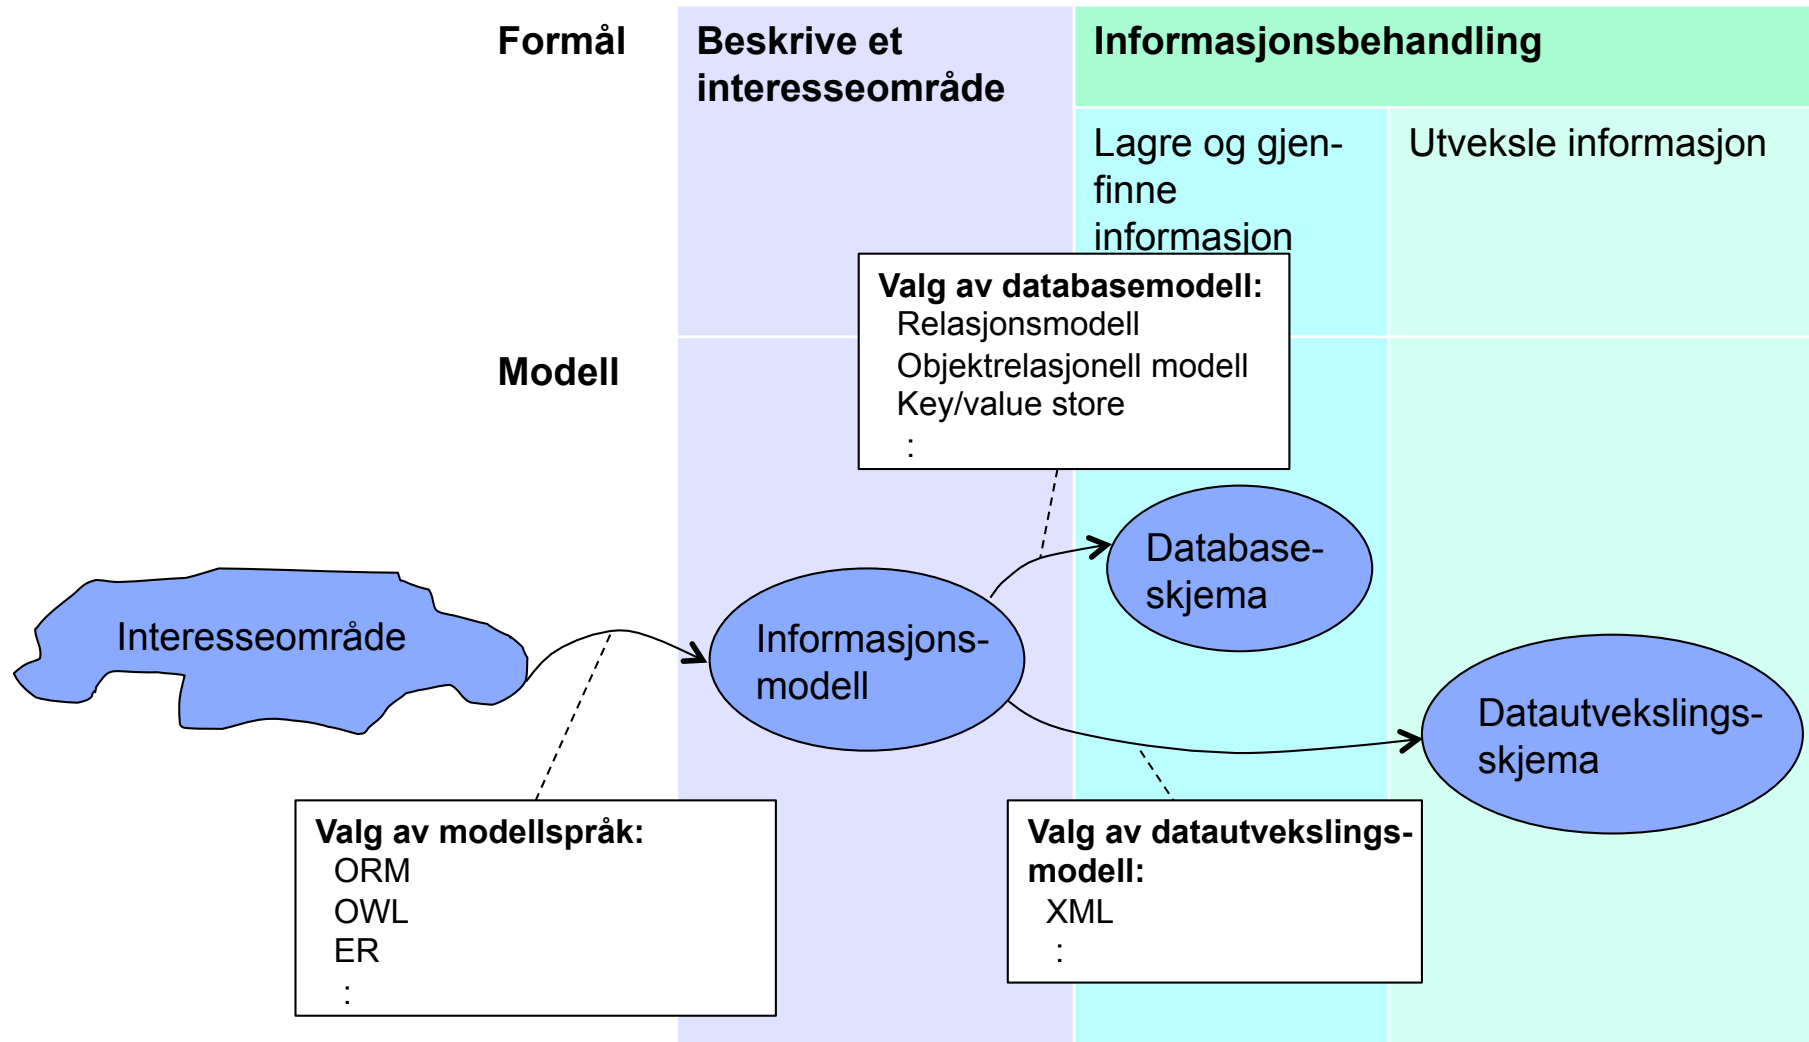 Formål
Beskrive et
interesseområde
Informasjonsbehandling
Lagre og gjen-
finne
informasjon
Utveksle informasjon
Valg av databasemodell:
Relasjonsmodell
Objektrelasjonell modell
Key/value store
:
Modell
Interesseområde
Informasjons-
modell
Database-
skjema
Datautvekslings-
skjema
Valg av modellspråk:
ORM
OWL
ER
:
Valg av datautvekslings-
modell:
XML
: